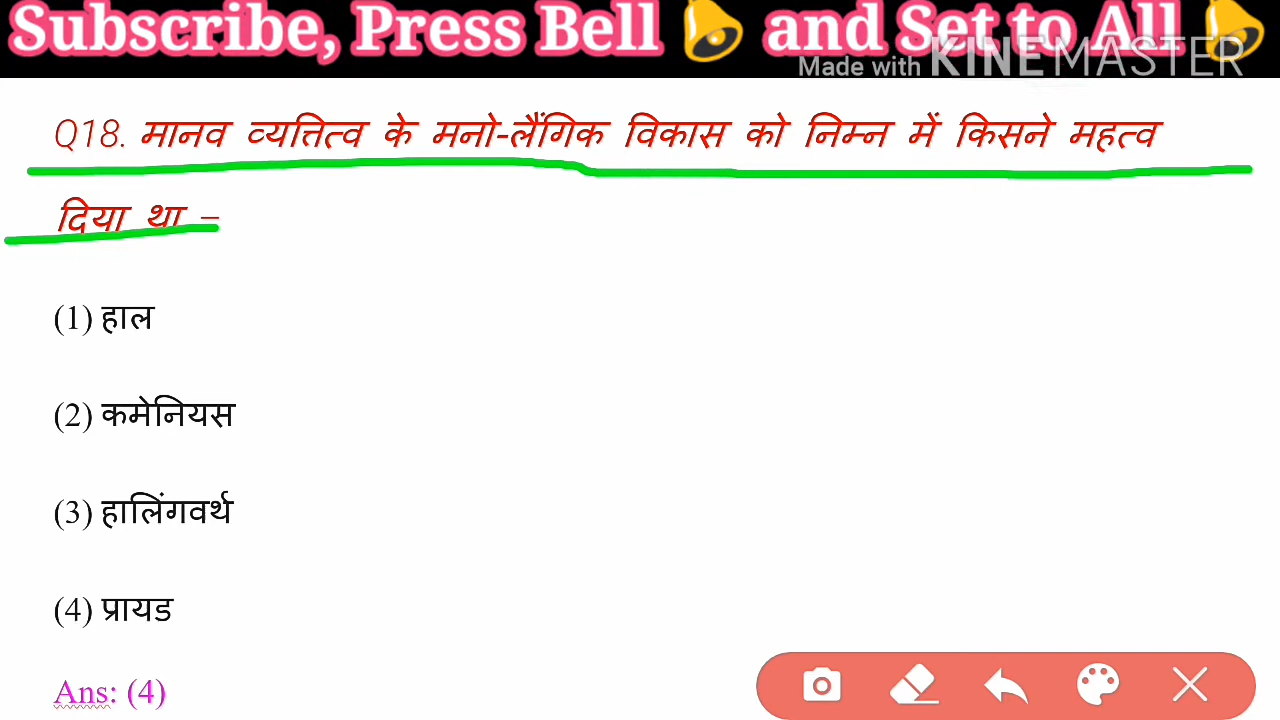 Subscribe, Press Bell 🔔 and Set to All 🔔
Made with KINEMASTER
Q18. मानव व्यत्तित्व के मनो-लैंगिक विकास को निम्न में किसने महत्व
दिया था –
(1) हाल
(2) कमेनियस
(3) हालिंगवर्थ
(4) प्रायड
Ans: (4)